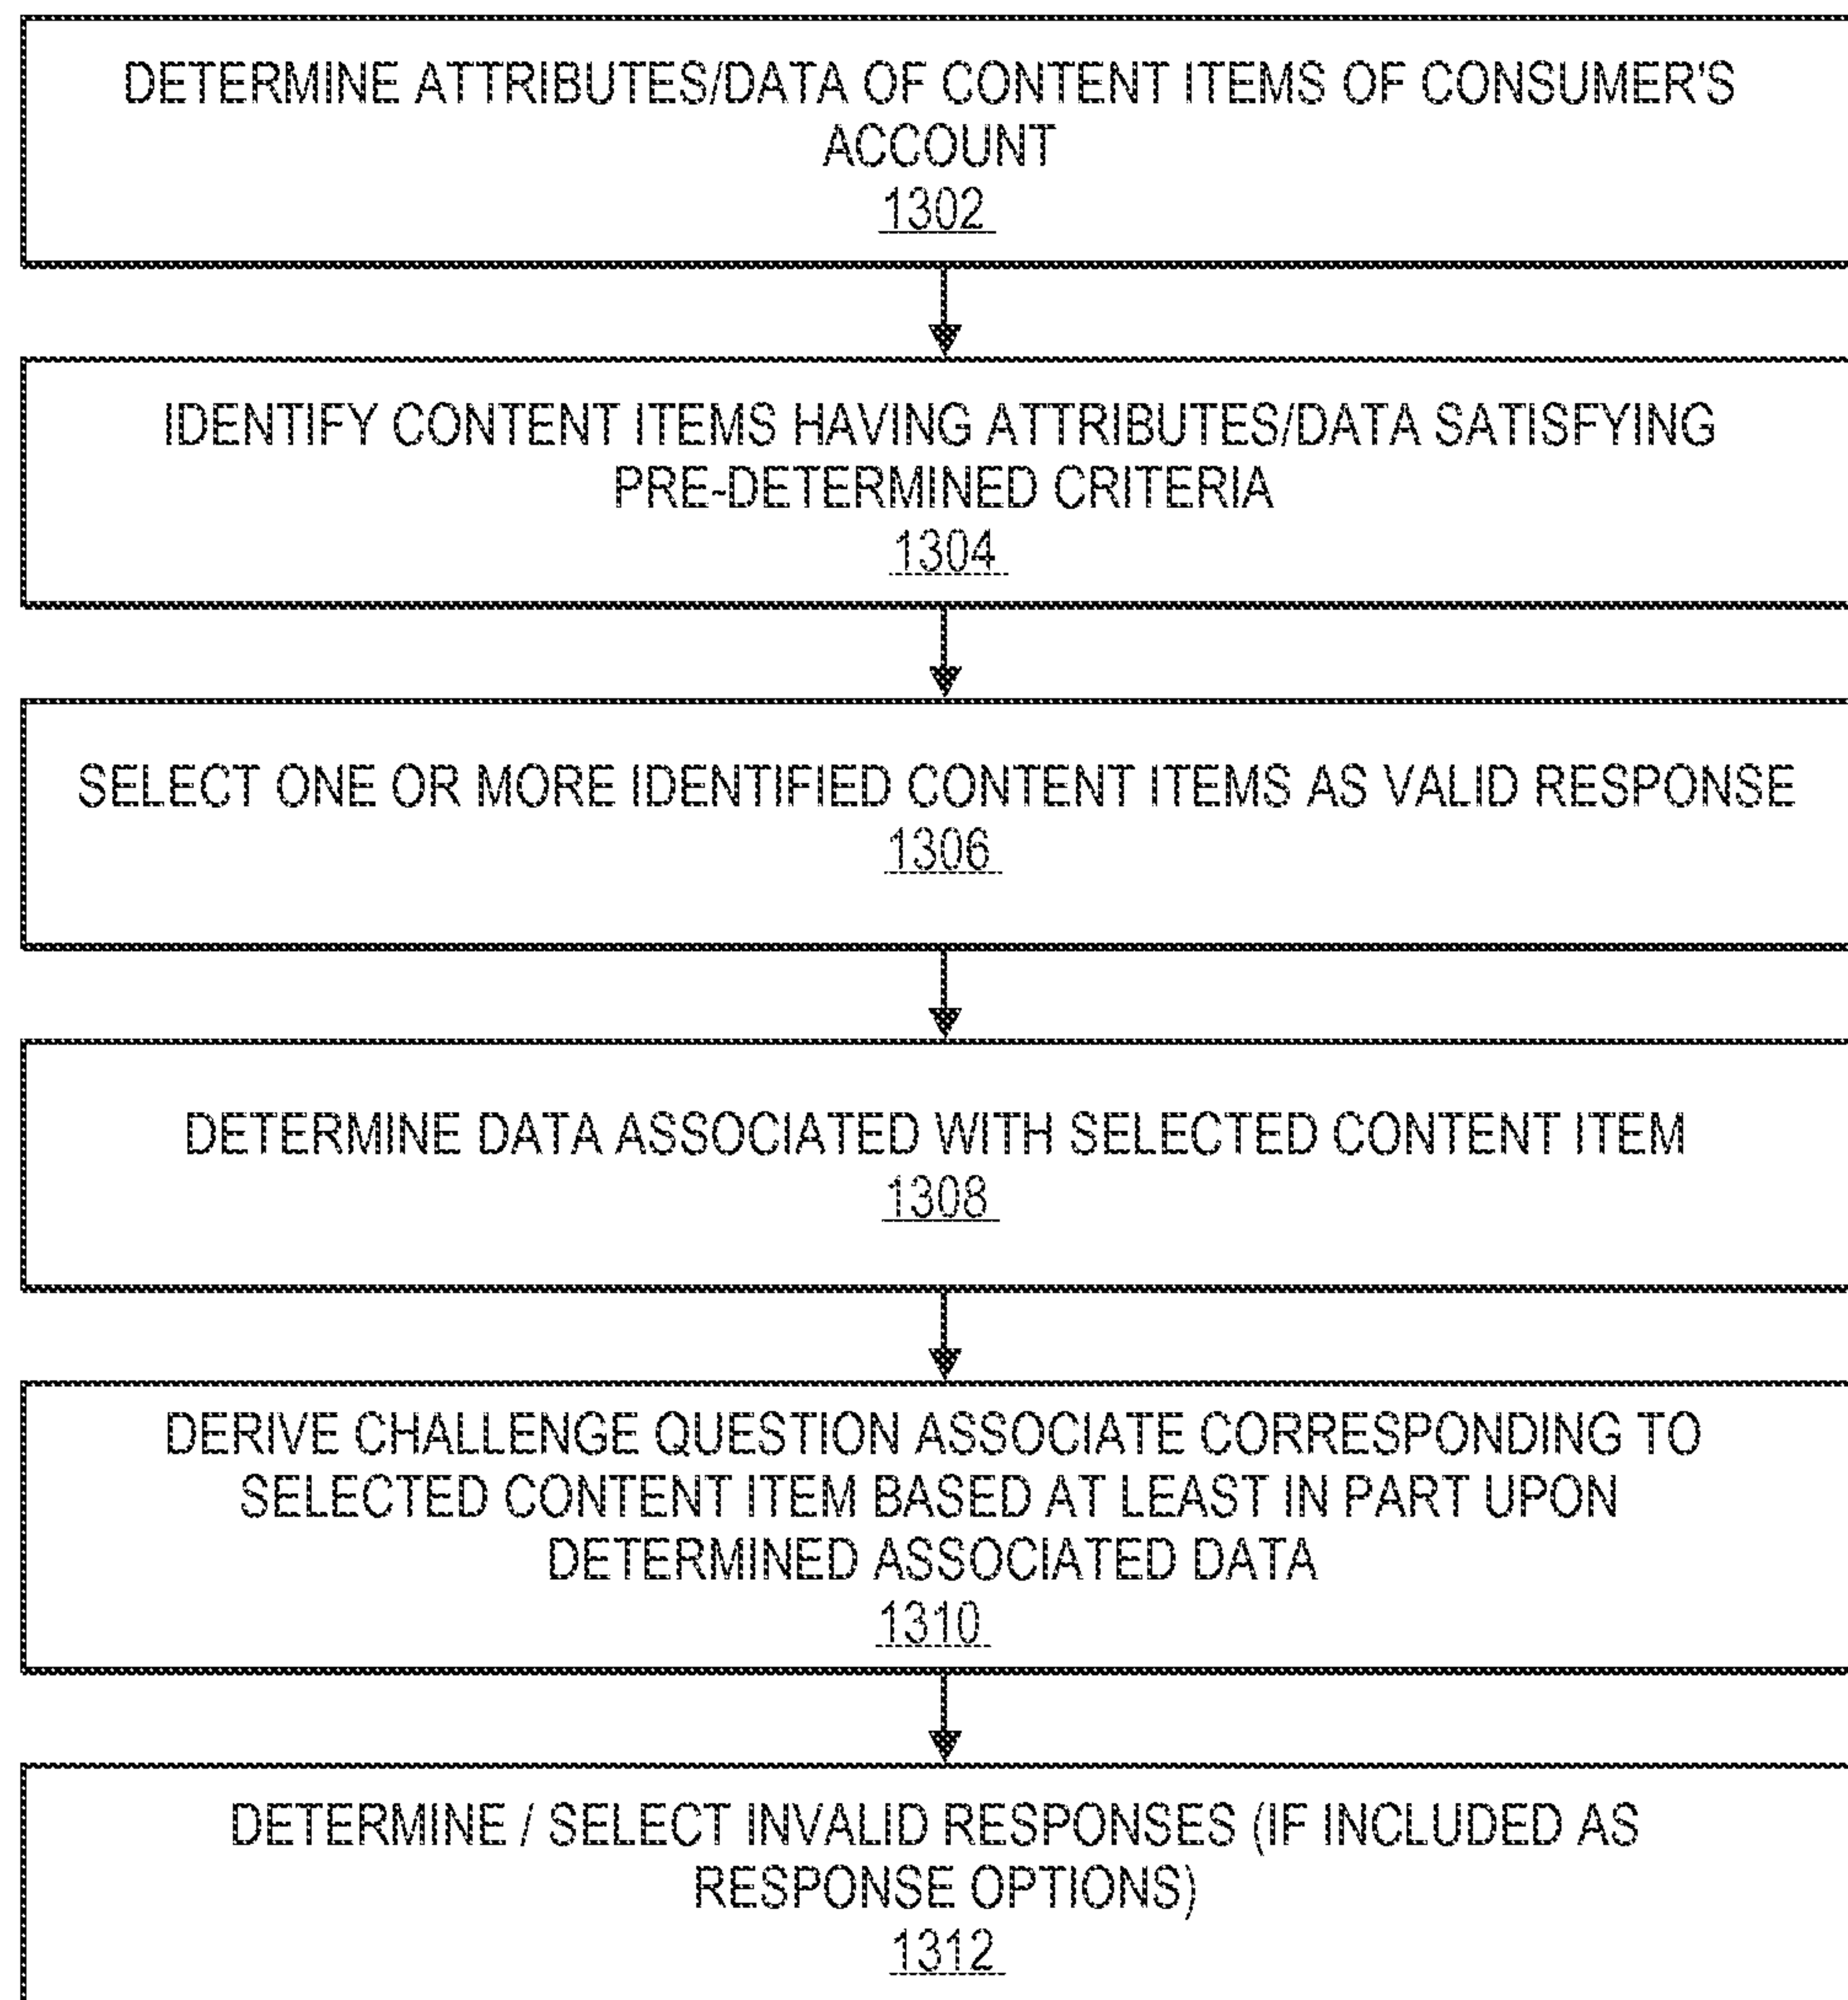 DETERMINE ATTRIBUTES/DATA OF CONTENT ITEMS OF CONSUMER'S
ACCOUNT
1302
IDENTIFY CONTENT ITEMS HAVING ATTRIBUTES/DATA SATISFYING
PRE-DETERMINED CRITERIA
1304
SELECT ONE OR MORE IDENTIFIED CONTENT ITEMS AS VALID RESPONSE
1306
DETERMINE DATA ASSOCIATED WITH SELECTED CONTENT ITEM
1308
DERIVE CHALLENGE QUESTION ASSOCIATE CORRESPONDING TO
SELECTED CONTENT ITEM BASED AT LEAST IN PART UPON
DETERMINED ASSOCIATED DATA
1310
DETERMINE / SELECT INVALID RESPONSES (IF INCLUDED AS
RESPONSE OPTIONS)
1312